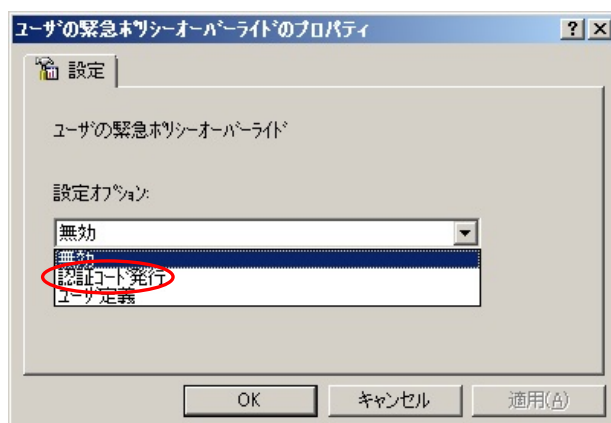 ユーザの緊急ポリシーオーバーライドのプロパティ
設定
ユーザの緊急ポリシーオーバーライド
設定オプション:
無効
無効
認証コード発行
ユーザ定義
OK キャンセル 適用(A)